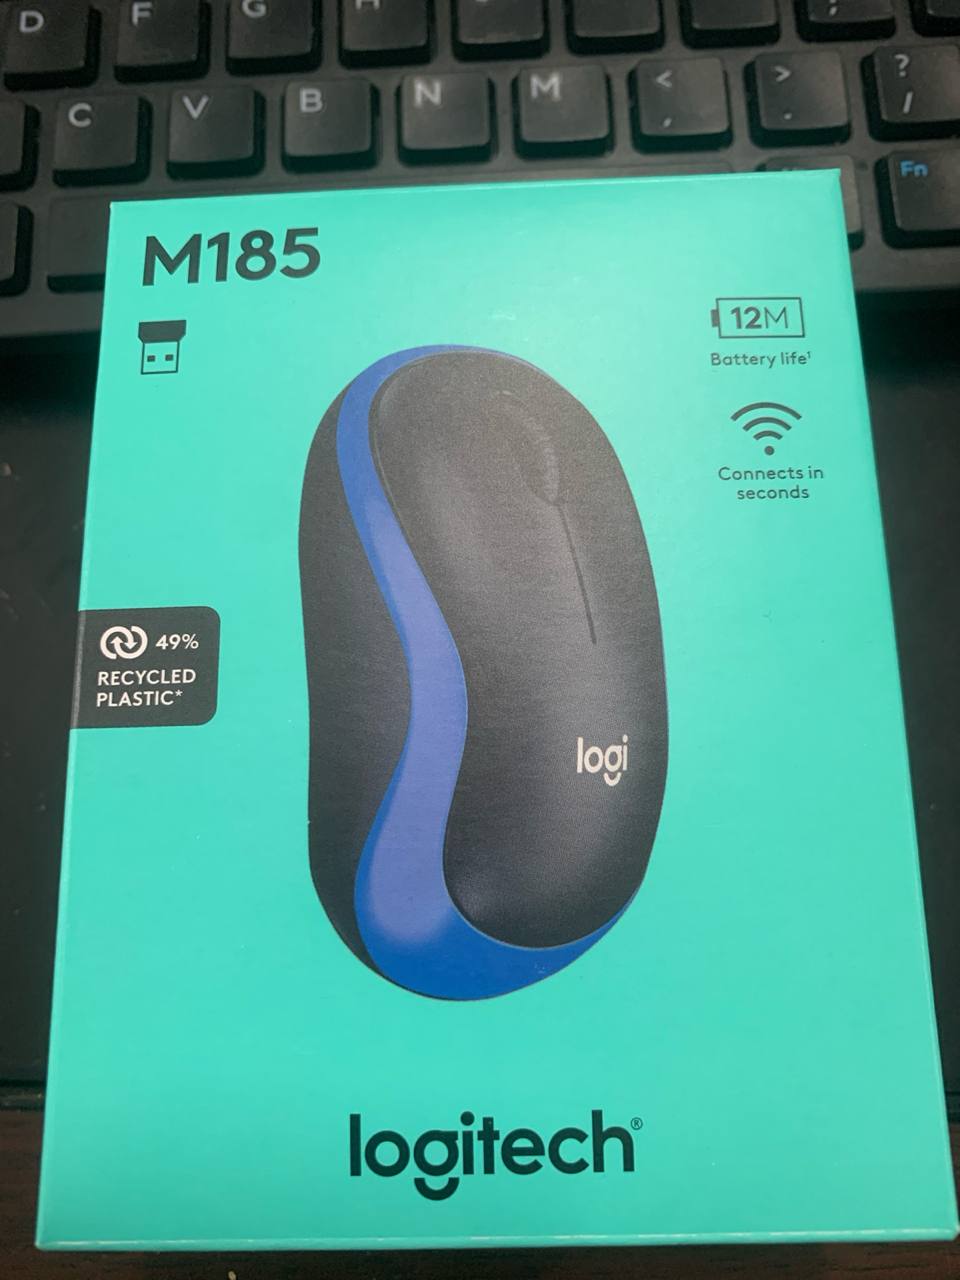 D F G H
C V B N M < , > . ? /
Fn
M185
12M
Battery life¹
Connects in
seconds
49%
RECYCLED
PLASTIC*
logi
logitech®